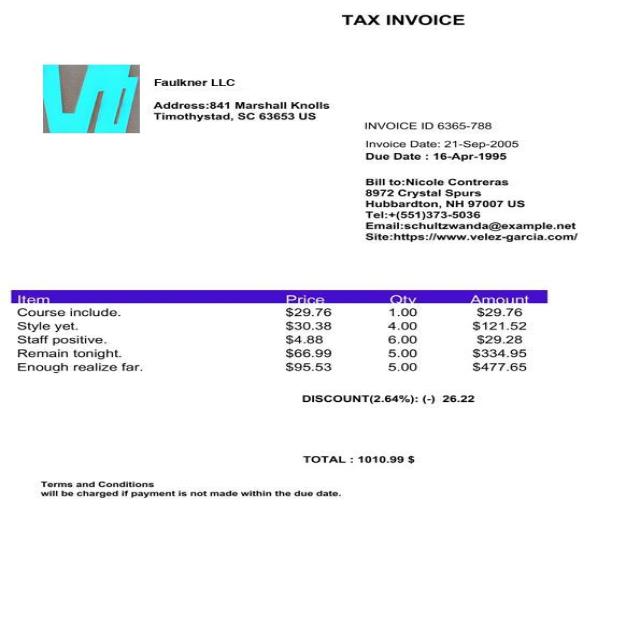 TAX INVOICE
Faulkner LLC
Address:841 Marshall Knolls
Timothystad, SC 63653 US
INVOICE ID 6365-788
Invoice Date: 21-Sep-2005
Due Date : 16-Apr-1995
Bill to:Nicole Contreras
8972 Crystal Spurs
Hubbardton, NH 97007 US
Tel:+(551)373-5036
Email:schultzwanda@example.net
Site:https://www.velez-garcia.com/
Item Price Qty Amount
Course include. $29.76 1.00 $29.76
Style yet. $30.38 4.00 $121.52
Staff positive. $4.88 6.00 $29.28
Remain tonight. $66.99 5.00 $334.95
Enough realize far. $95.53 5.00 $477.65
DISCOUNT(2.64%): (-) 26.22
TOTAL : 1010.99 $
Terms and Conditions
will be charged if payment is not made within the due date.